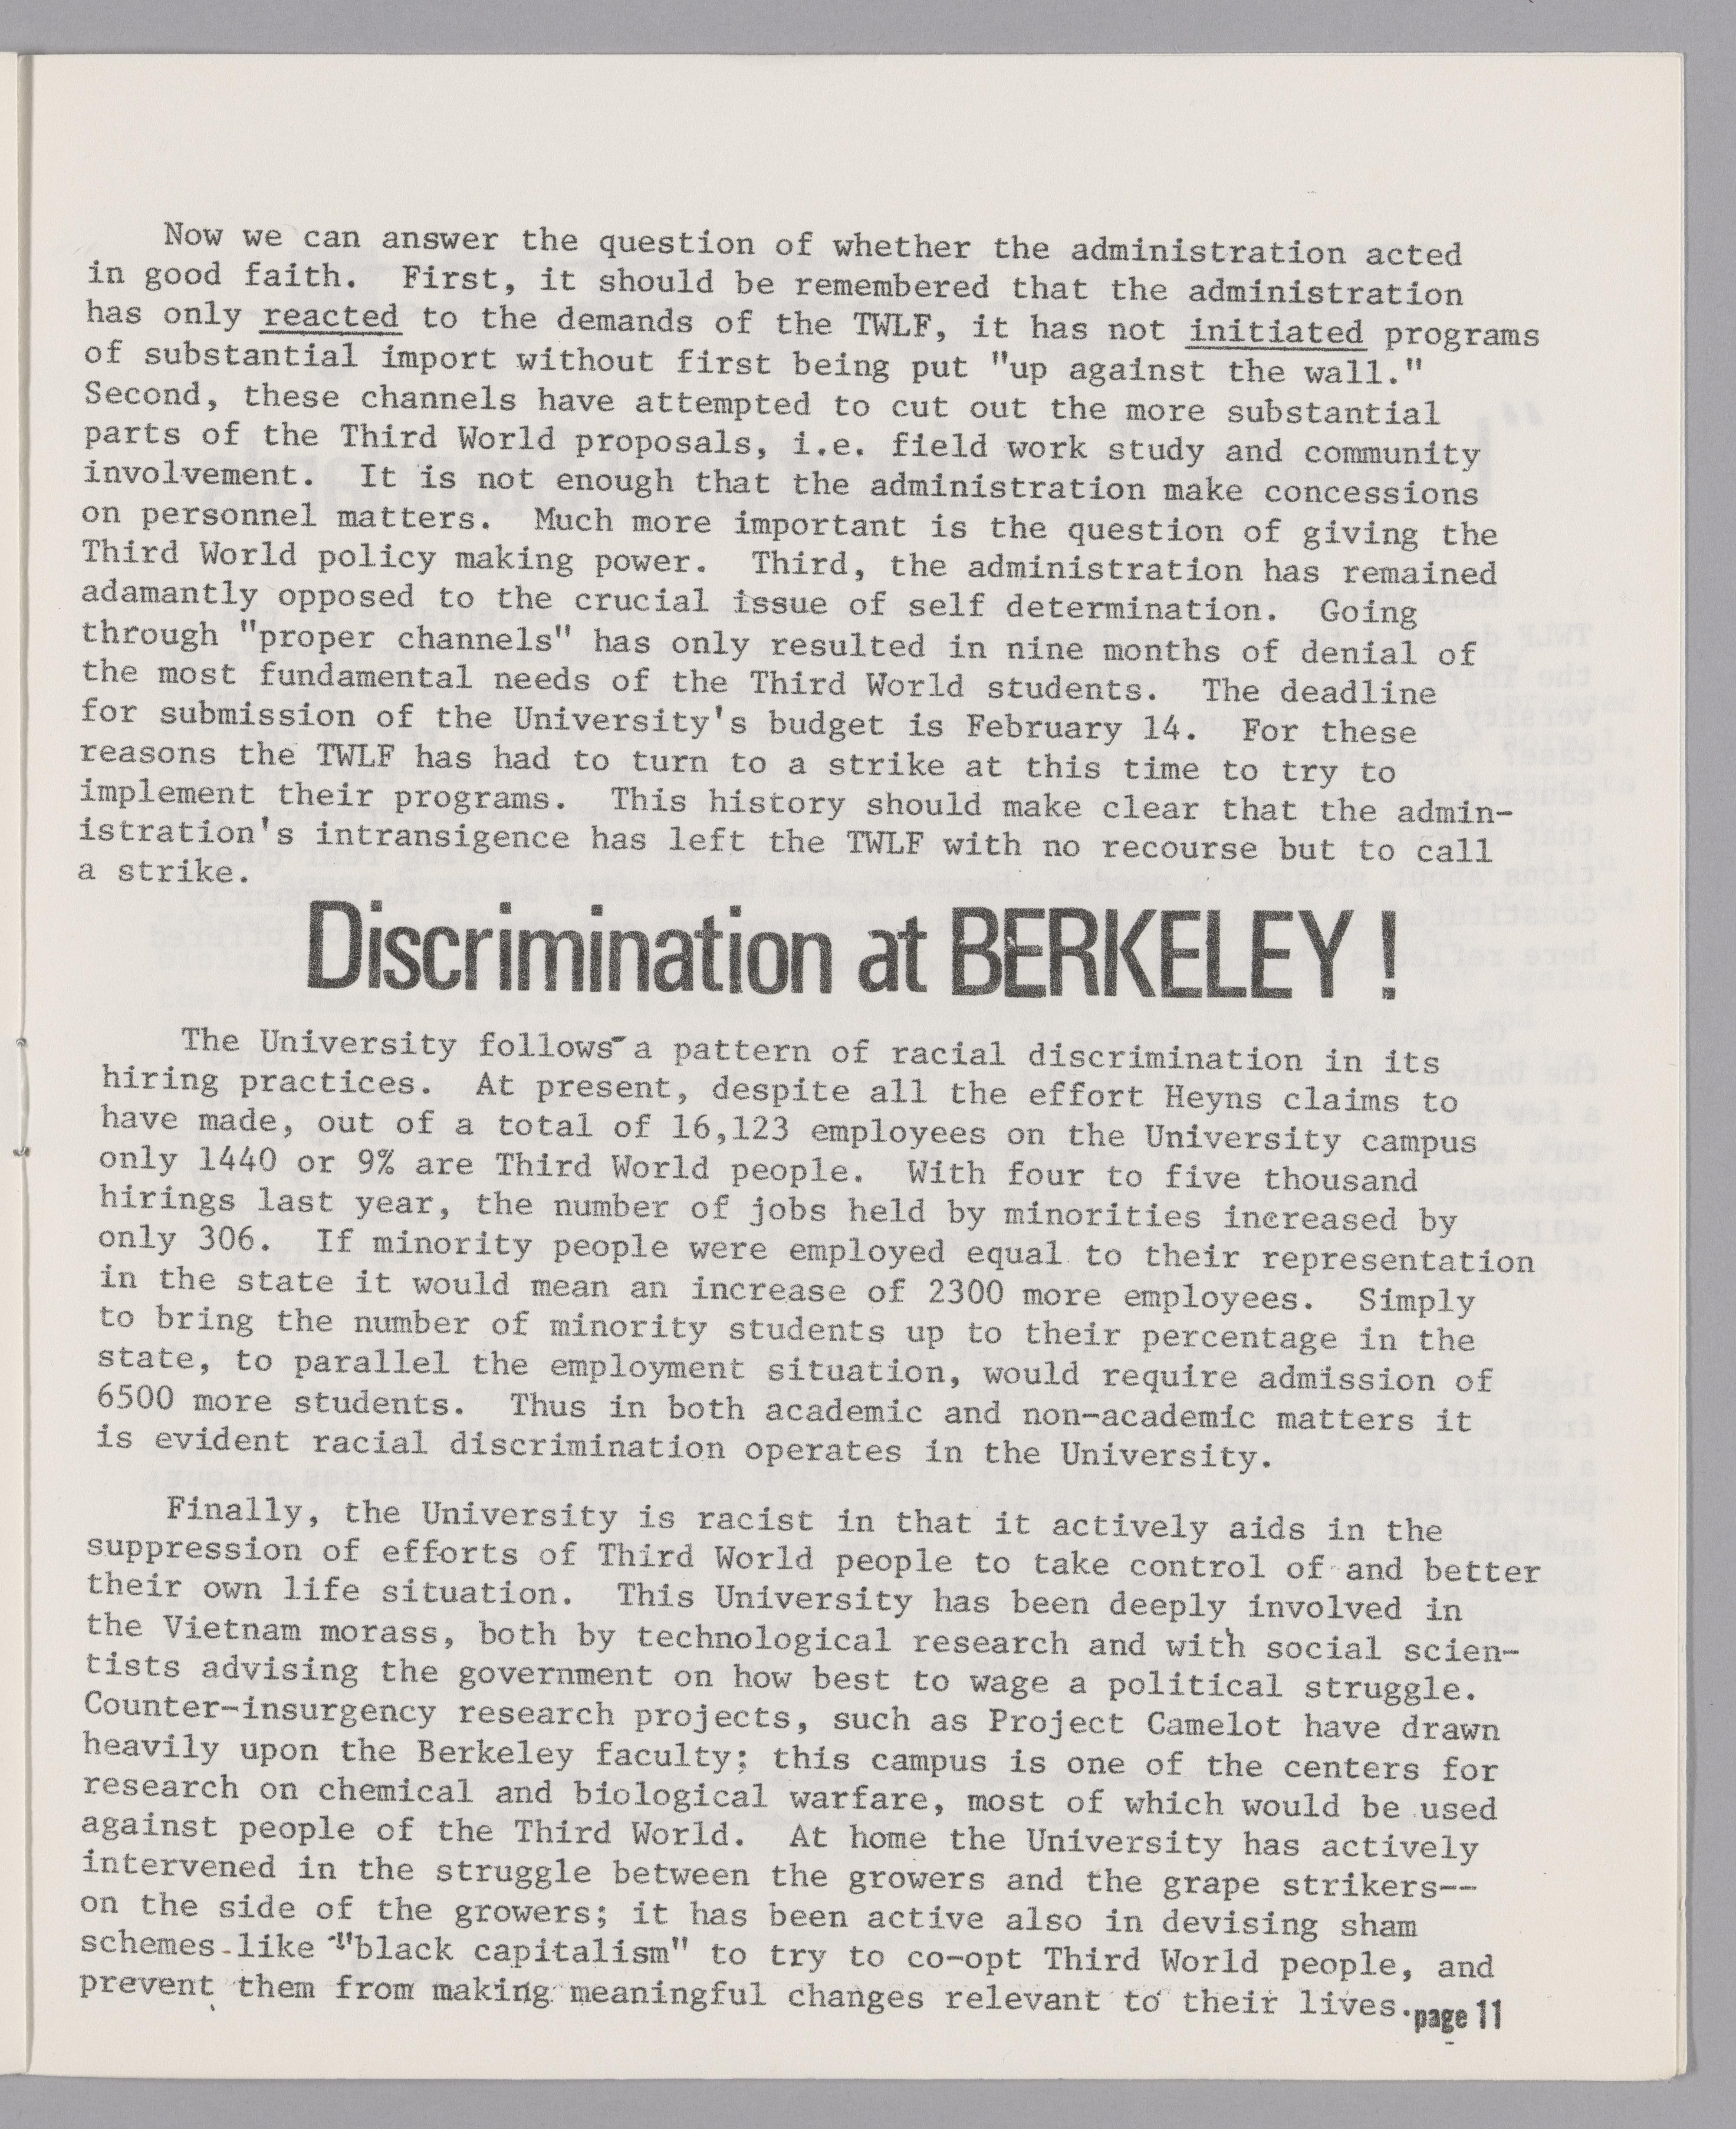 Now we can answer the question of whether the administration acted
in good faith. First, it should be remembered that the administration
has only reacted to the demands of the TWLF, it has not initiated programs
of substantial import without first being put "up against the wall."
Second, these channels have attempted to cut out the more substantial
parts of the Third World proposals, i.e. field work study and community
involvement. It is not enough that the administration make concessions
on personnel matters. Much more important is the question of giving the
Third World policy making power. Third, the administration has remained
adamantly opposed to the crucial issue of self determination. Going
through "proper channels" has only resulted in nine months of denial of
the most fundamental needs of the Third World students. The deadline
for submission of the University's budget is February 14. For these
reasons the TWLF has had to turn to a strike at this time to try to
implement their programs. This history should make clear that the admin-
istration's intransigence has left the TWLF with no recourse but to call
a strike.
Discrimination at BERKELEY!
The University follows a pattern of racial discrimination in its
hiring practices. At present, despite all the effort Heyns claims to
have made, out of a total of 16,123 employees on the University campus
only 1440 or 9% are Third World people. With four to five thousand
hirings last year, the number of jobs held by minorities increased by
only 306. If minority people were employed equal to their representation
in the state it would mean an increase of 2300 more employees. Simply
to bring the number of minority students up to their percentage in the
state, to parallel the employment situation, would require admission of
6500 more students. Thus in both academic and non-academic matters it
is evident racial discrimination operates in the University.
Finally, the University is racist in that it actively aids in the
suppression of efforts of Third World people to take control of and better
their own life situation. This University has been deeply involved in
the Vietnam morass, both by technological research and with social scien-
tists advising the government on how best to wage a political struggle.
Counter-insurgency research projects, such as Project Camelot have drawn
heavily upon the Berkeley faculty; this campus is one of the centers for
research on chemical and biological warfare, most of which would be used
against people of the Third World. At home the University has actively
intervened in the struggle between the growers and the grape strikers--
on the side of the growers; it has been active also in devising sham
schemes like "black capitalism" to try to co-opt Third World people, and
prevent them from making meaningful changes relevant to their lives.
page 11